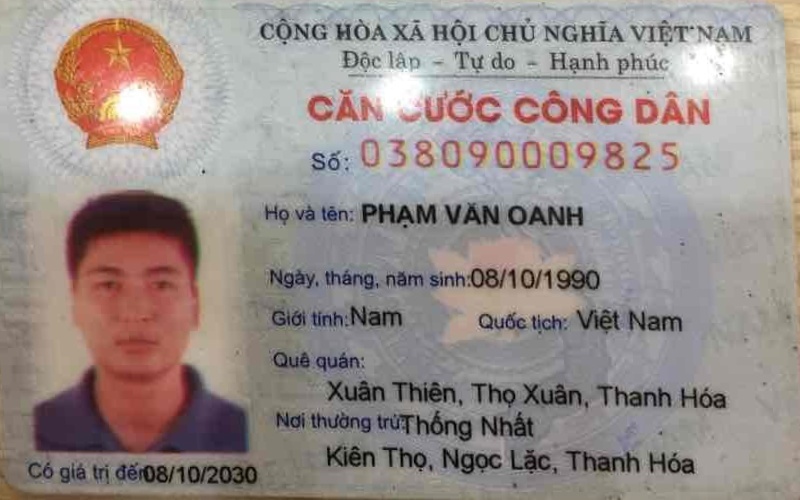 CỘNG HÒA XÃ HỘI CHỦ NGHĨA VIỆT NAM
Độc lập - Tự do - Hạnh phúc
CĂN CƯỚC CÔNG DÂN
Số: 038090009825
Họ và tên: PHẠM VĂN OANH
Ngày, tháng, năm sinh:08/10/1990
Giới tính:Nam Quốc tịch: Việt Nam
Quê quán:
Xuân Thiên, Thọ Xuân, Thanh Hóa
Nơi thường trú:Thống Nhất
Kiên Thọ, Ngọc Lặc, Thanh Hóa
Có giá trị đến08/10/2030